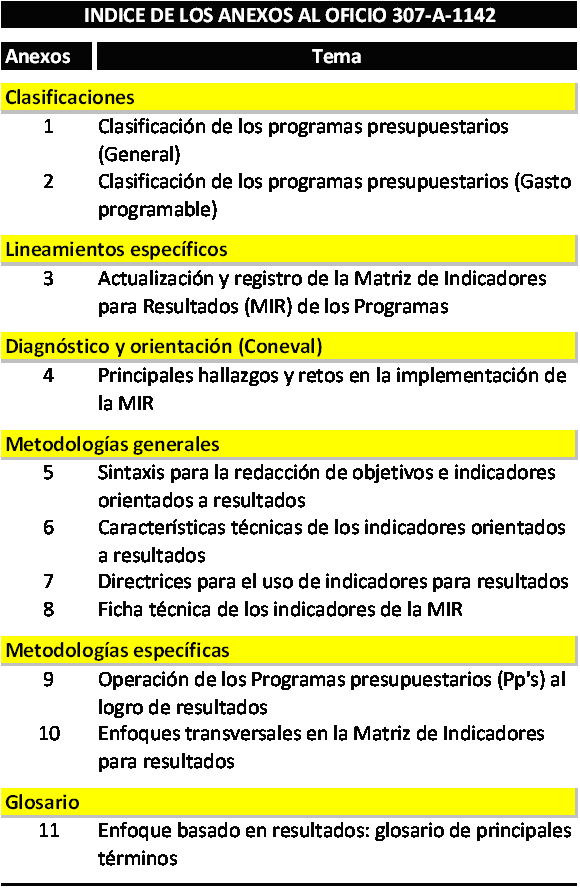 INDICE DE LOS ANEXOS AL OFICIO 307-A-1142
Anexos Tema
Clasificaciones
1 Clasificación de los programas presupuestarios
(General)
2 Clasificación de los programas presupuestarios (Gasto
programable)
Lineamientos específicos
3 Actualización y registro de la Matriz de Indicadores
para Resultados (MIR) de los Programas
Diagnóstico y orientación (Coneval)
4 Principales hallazgos y retos en la implementación de
la MIR
Metodologías generales
5 Sintaxis para la redacción de objetivos e indicadores
orientados a resultados
6 Características técnicas de los indicadores orientados
a resultados
7 Directrices para el uso de indicadores para resultados
8 Ficha técnica de los indicadores de la MIR
Metodologías específicas
9 Operación de los Programas presupuestarios (Pp's) al
logro de resultados
10 Enfoques transversales en la Matriz de Indicadores
para resultados
Glosario
11 Enfoque basado en resultados: glosario de principales
términos